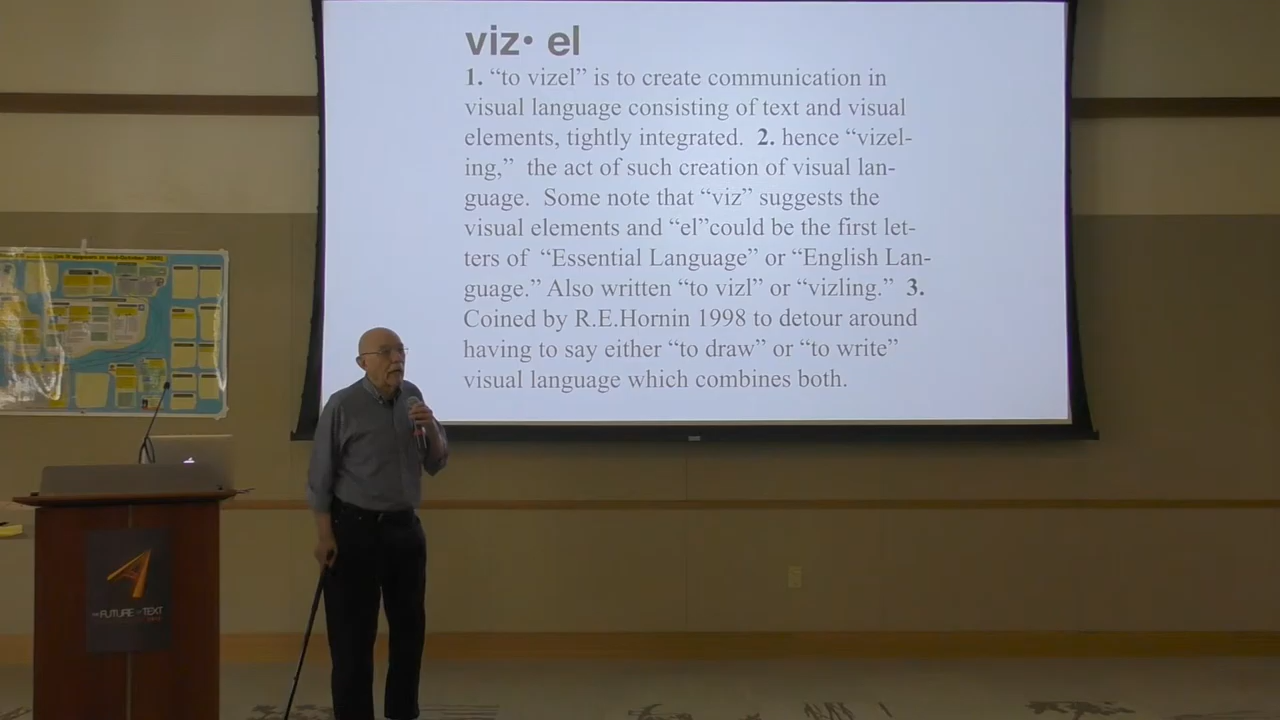 viz• el
1. “to vizel” is to create communication in
visual language consisting of text and visual
elements, tightly integrated. 2. hence “vizel-
ing,” the act of such creation of visual lan-
guage. Some note that “viz” suggests the
visual elements and “el”could be the first let-
ters of “Essential Language” or “English Lan-
guage.” Also written “to vizl” or “vizling.” 3.
Coined by R.E.Hornin 1998 to detour around
having to say either “to draw” or “to write”
visual language which combines both.
THE FUTURE OF TEXT